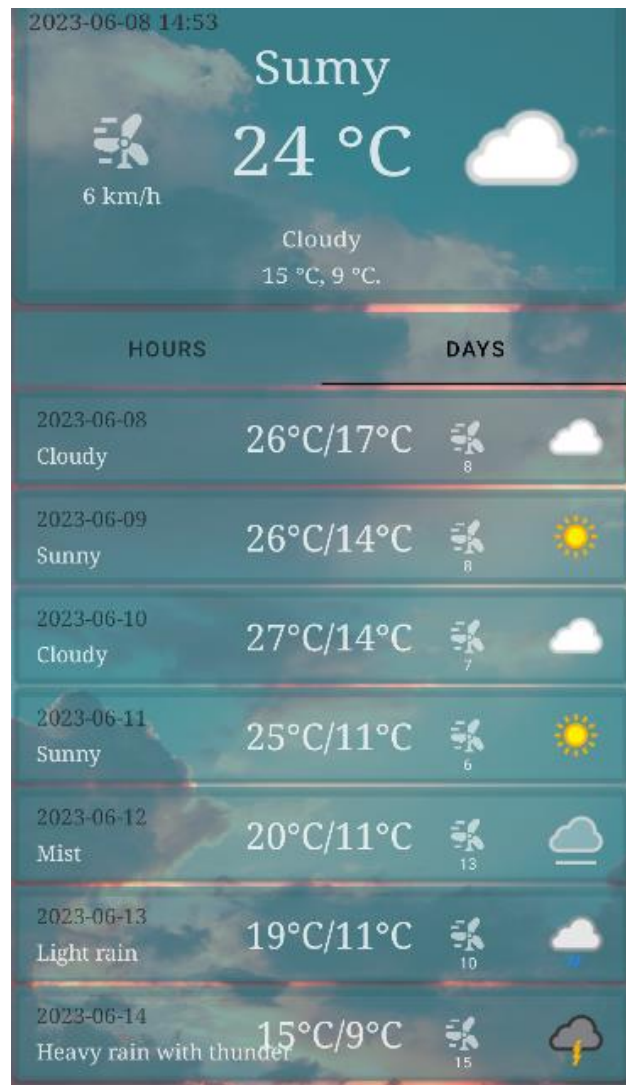 2023-06-08 14:53
Sumy
24 °C
6 km/h
Cloudy
15 °C, 9 °C.
HOURS DAYS
2023-06-08
Cloudy
26°C/17°C
8
2023-06-09
Sunny
26°C/14°C
8
2023-06-10
Cloudy
27°C/14°C
7
2023-06-11
Sunny
25°C/11°C
6
2023-06-12
Mist
20°C/11°C
13
2023-06-13
Light rain
19°C/11°C
10
2023-06-14
Heavy rain with thunder
15°C/9°C
15